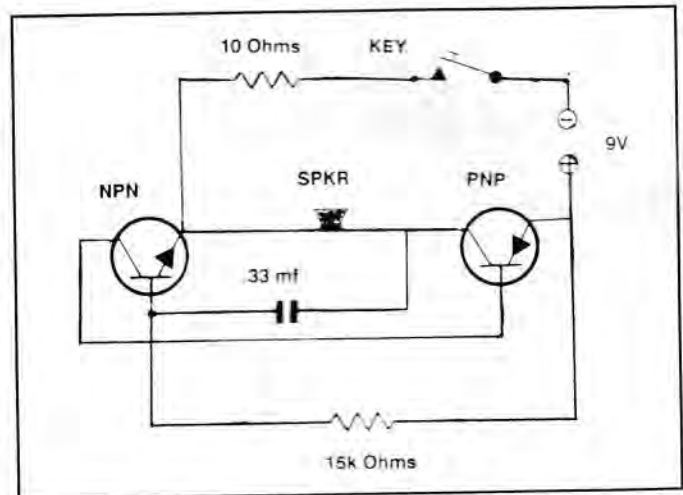 10 Ohms
KEY
9V
NPN
SPKR
PNP
.33 mf
15k Ohms